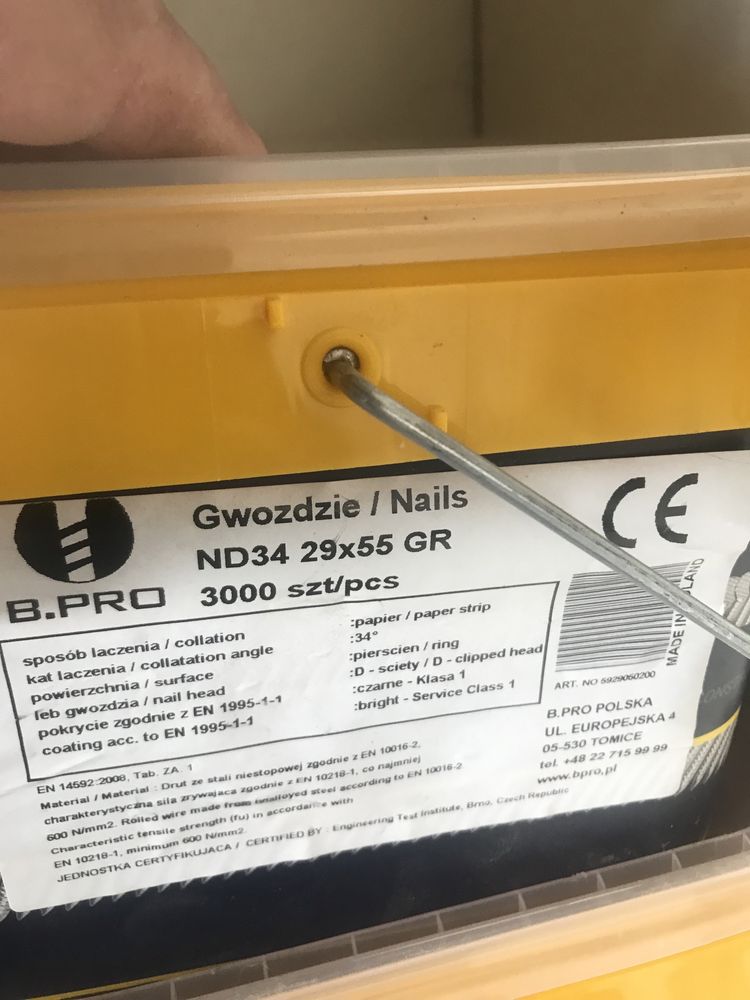 B.PRO
Gwozdzie / Nails
ND34 29x55 GR
3000 szt/pcs
CE
sposób laczenia / collation :papier / paper strip
kat laczenia / collatation angle :34°
powierzchnia / surface :pierscien / ring
łeb gwozdzia / nail head :D - sciety / D - clipped head
pokrycie zgodnie z EN 1995-1-1 :czarne - Klasa 1
coating acc. to EN 1995-1-1 :bright - Service Class 1
MADE IN POLAND
ART. NO 5929050200
B.PRO POLSKA
UL. EUROPEJSKA 4
05-530 TOMICE
tel. +48 22 715 99 99
www.bpro.pl
EN 14592:2008, Tab. ZA. 1
Material / Material : Drut ze stali niestopowej zgodnie z EN 10016-2,
charakterystyczna sila zrywajaca zgodnie z EN 10218-1, co najmniej
600 N/mm2. Rolled wire made from unalloyed steel according to EN 10016-2
Characteristic tensile strength (fu) in accordance with
EN 10218-1, minimum 600 N/mm2.
JEDNOSTKA CERTYFIKUJACA / CERTIFIED BY : Engineering Test Institute, Brno, Czech Republic